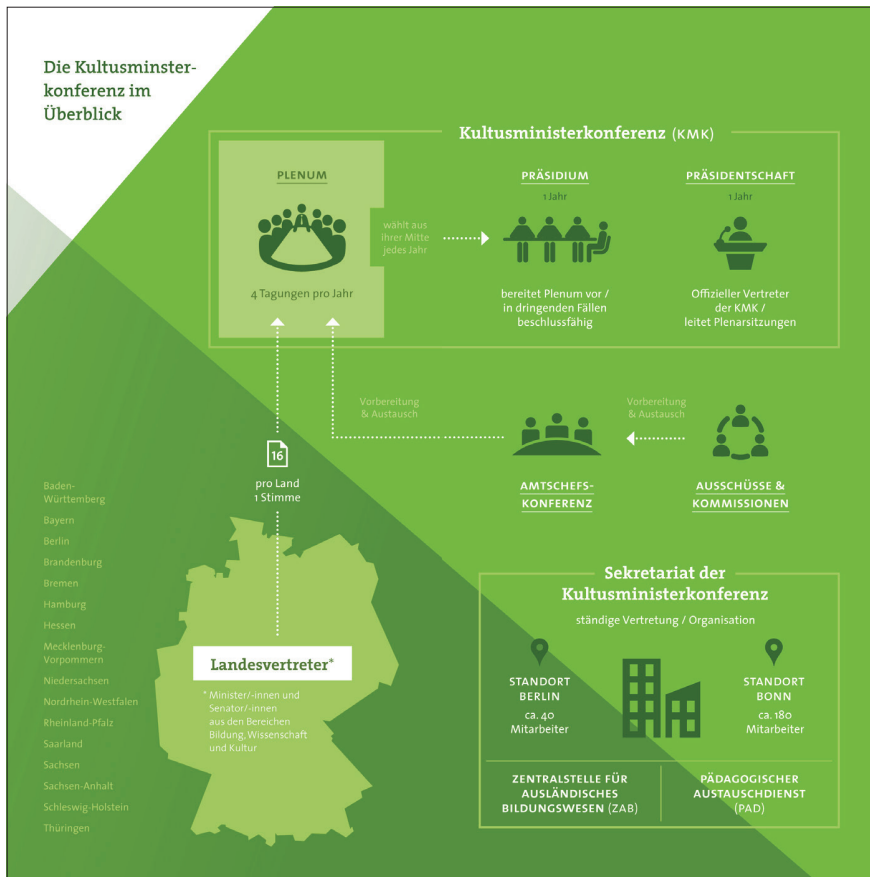 Die Kultusminster-
konferenz im
Überblick
Kultusministerkonferenz (KMK)
PLENUM
4 Tagungen pro Jahr
wählt aus
ihrer Mitte
jedes Jahr
PRÄSIDIUM
1 Jahr
bereitet Plenum vor /
in dringenden Fällen
beschlussfähig
PRÄSIDENTSCHAFT
1 Jahr
Offizieller Vertreter
der KMK /
leitet Plenarsitzungen
Vorbereitung
& Austausch
Vorbereitung
& Austausch
AMTSCHEFS-
KONFERENZ
AUSSCHÜSSE &
KOMMISSIONEN
16
pro Land
1 Stimme
Baden-
Württemberg
Bayern
Berlin
Brandenburg
Bremen
Hamburg
Hessen
Mecklenburg-
Vorpommern
Niedersachsen
Nordrhein-Westfalen
Rheinland-Pfalz
Saarland
Sachsen
Sachsen-Anhalt
Schleswig-Holstein
Thüringen
Landesvertreter*
* Minister/-innen und
Senator/-innen
aus den Bereichen
Bildung, Wissenschaft
und Kultur
Sekretariat der
Kultusministerkonferenz
ständige Vertretung / Organisation
STANDORT
BERLIN
ca. 40
Mitarbeiter
STANDORT
BONN
ca. 180
Mitarbeiter
ZENTRALSTELLE FÜR
AUSLÄNDISCHES
BILDUNGSWESEN (ZAB)
PÄDAGOGISCHER
AUSTAUSCHDIENST
(PAD)